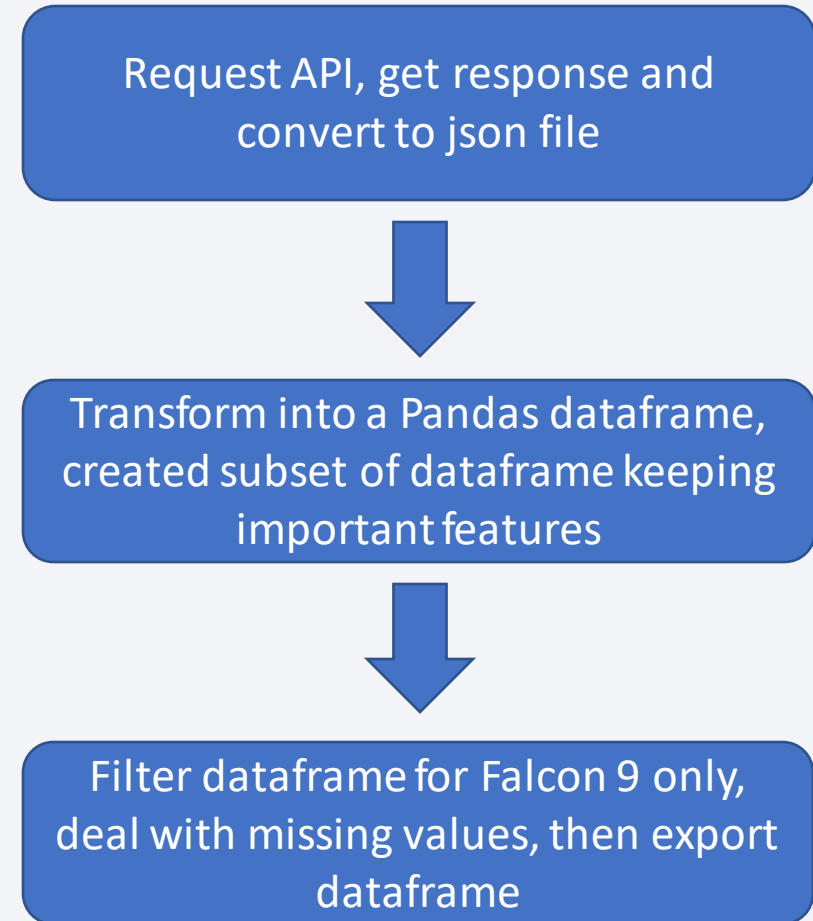 Request API, get response and
convert to json file
Transform into a Pandas dataframe,
created subset of dataframe keeping
important features
Filter dataframe for Falcon 9 only,
deal with missing values, then export
dataframe